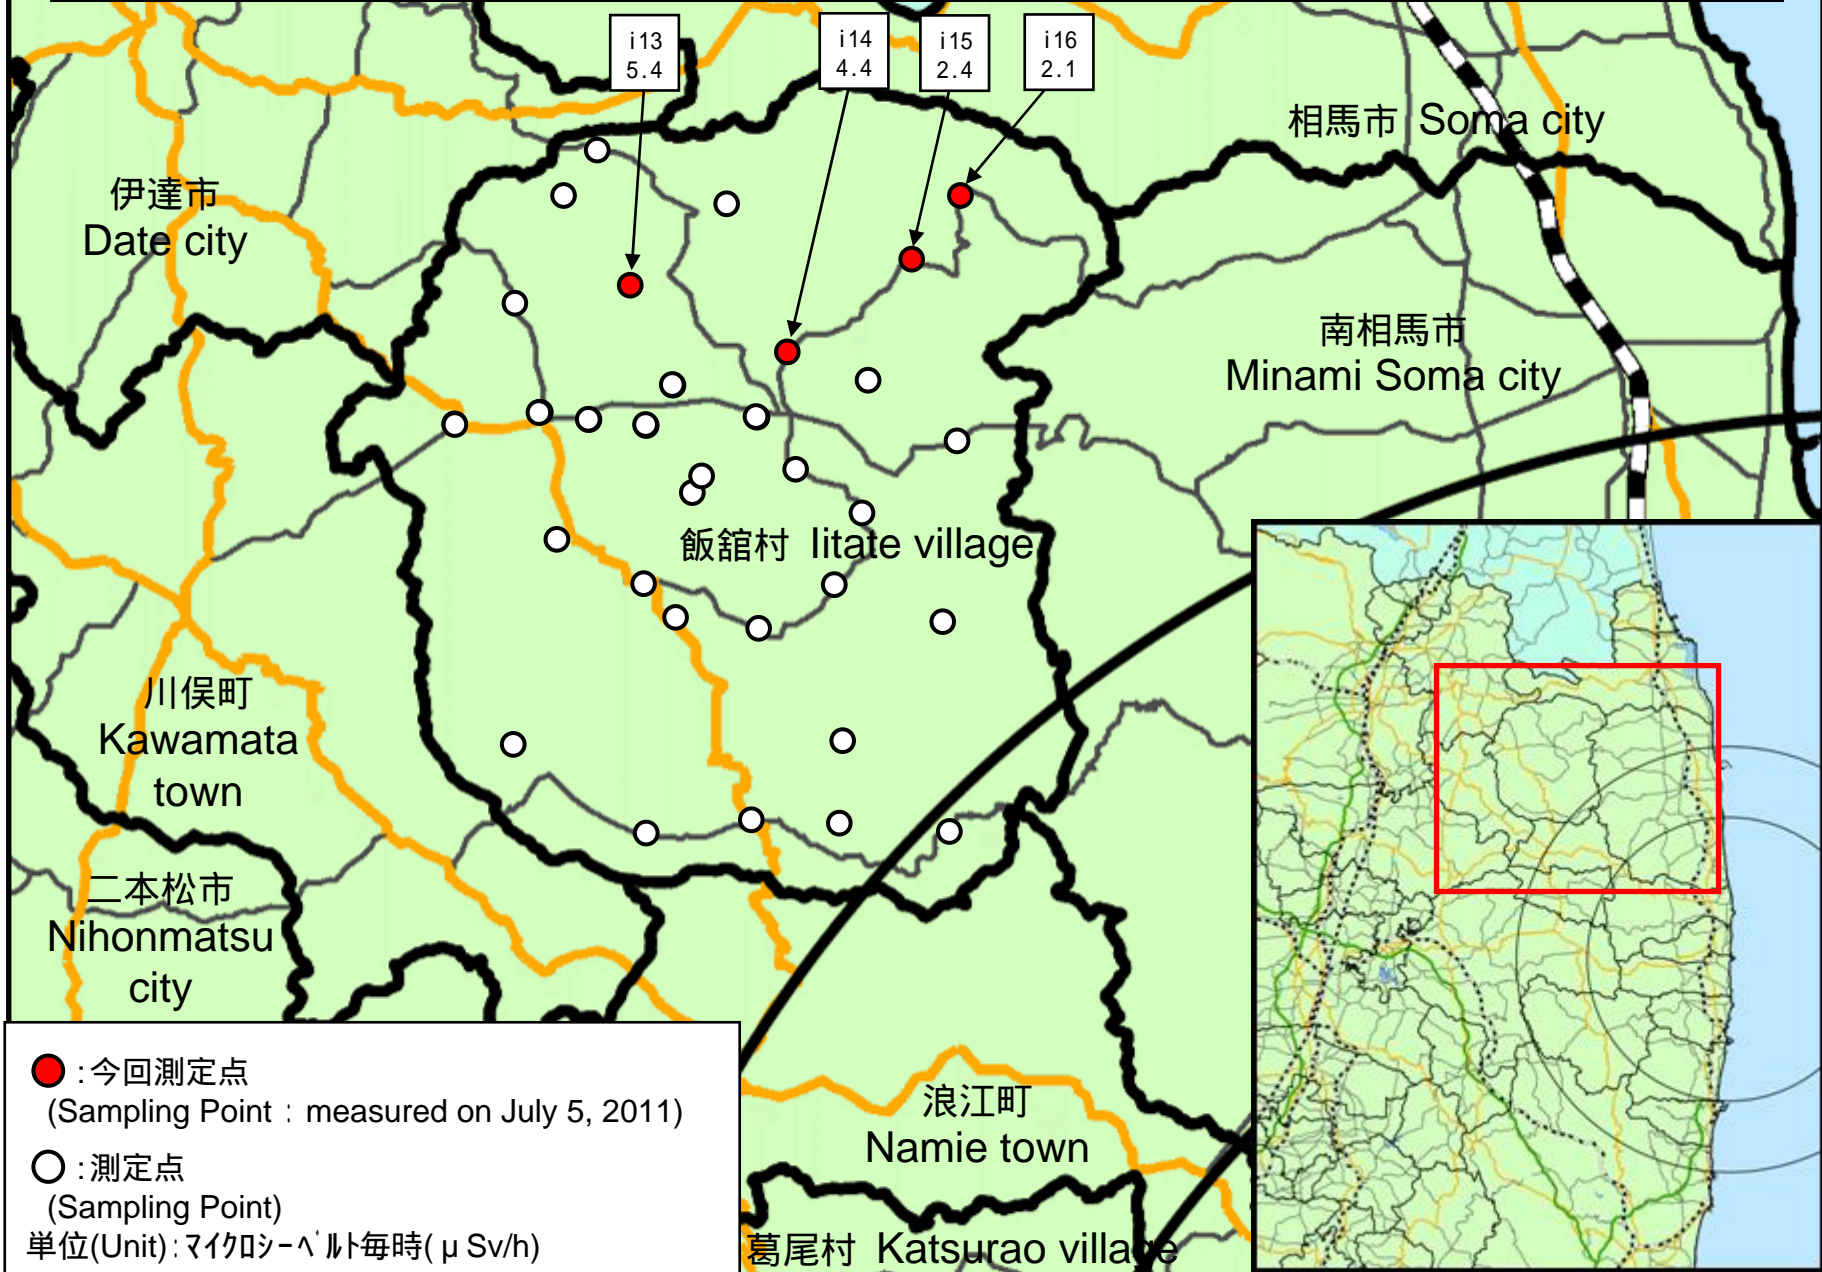 i13
5.4
i14
4.4
i15
2.4
i16
2.1
相馬市 Soma city
伊達市
Date city
南相馬市
Minami Soma city
飯舘村 Iitate village
川俣町
Kawamata
town
二本松市
Nihonmatsu
city
浪江町
Namie town
葛尾村 Katsurao village
:今回測定点
(Sampling Point : measured on July 5, 2011)
:測定点
(Sampling Point)
単位(Unit):マイクロシーベルト毎時(μSv/h)